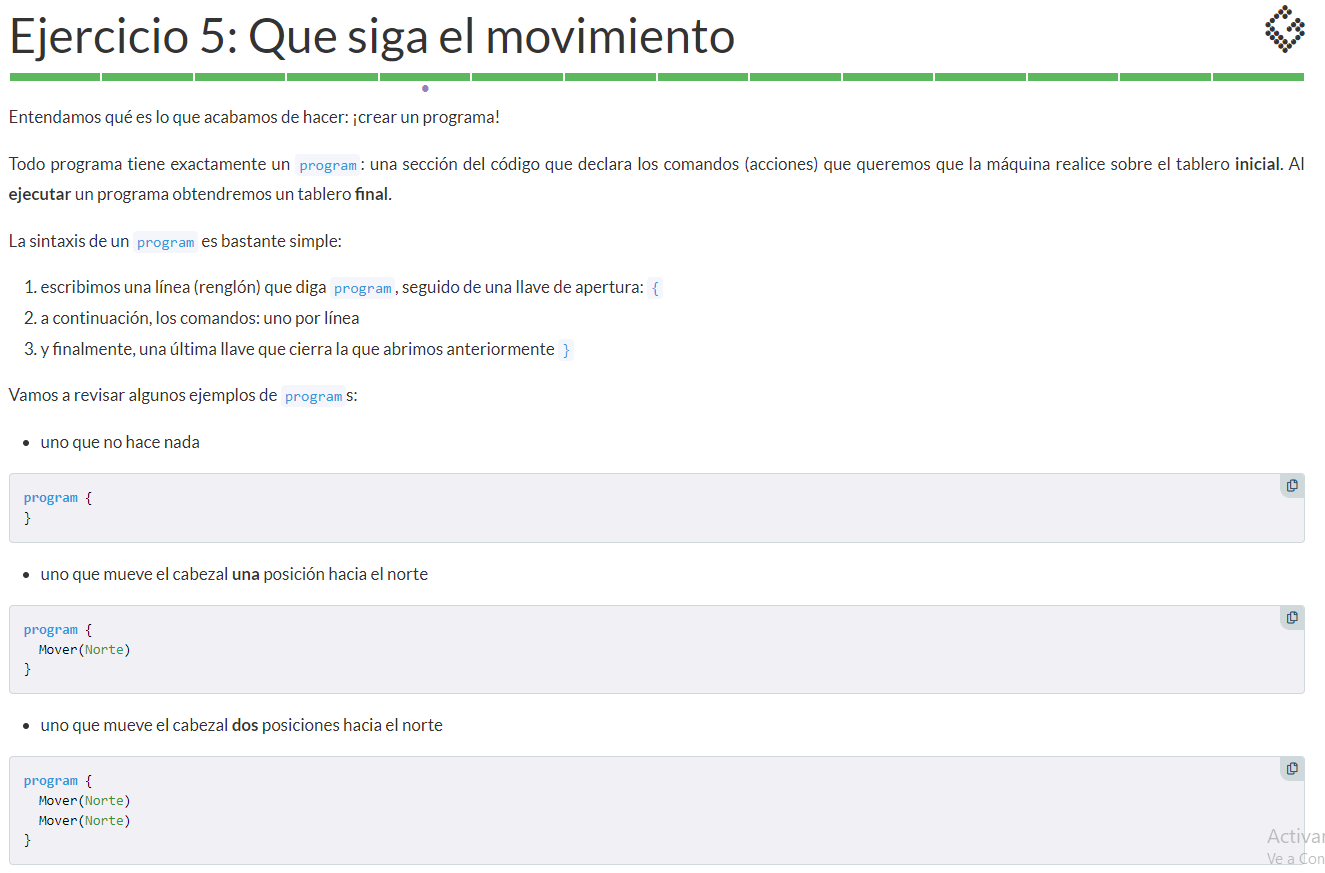 Ejercicio 5: Que siga el movimiento
Entendamos qué es lo que acabamos de hacer: ¡crear un programa!
Todo programa tiene exactamente un program: una sección del código que declara los comandos (acciones) que queremos que la máquina realice sobre el tablero inicial. Al
ejecutar un programa obtendremos un tablero final.
La sintaxis de un program es bastante simple:
1. escribimos una línea (renglón) que diga program, seguido de una llave de apertura: {
2. a continuación, los comandos: uno por línea
3. y finalmente, una última llave que cierra la que abrimos anteriormente }
Vamos a revisar algunos ejemplos de programs:
• uno que no hace nada
program {
}
• uno que mueve el cabezal una posición hacia el norte
program {
  Mover(Norte)
}
• uno que mueve el cabezal dos posiciones hacia el norte
program {
  Mover(Norte)
  Mover(Norte)
}
Activar
Ve a Con